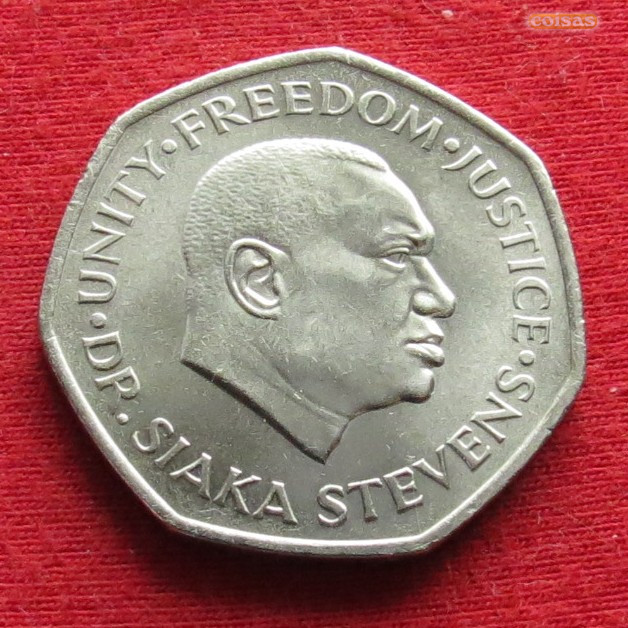 coisas
·UNITY·FREEDOM·JUSTICE·
DR. SIAKA STEVENS